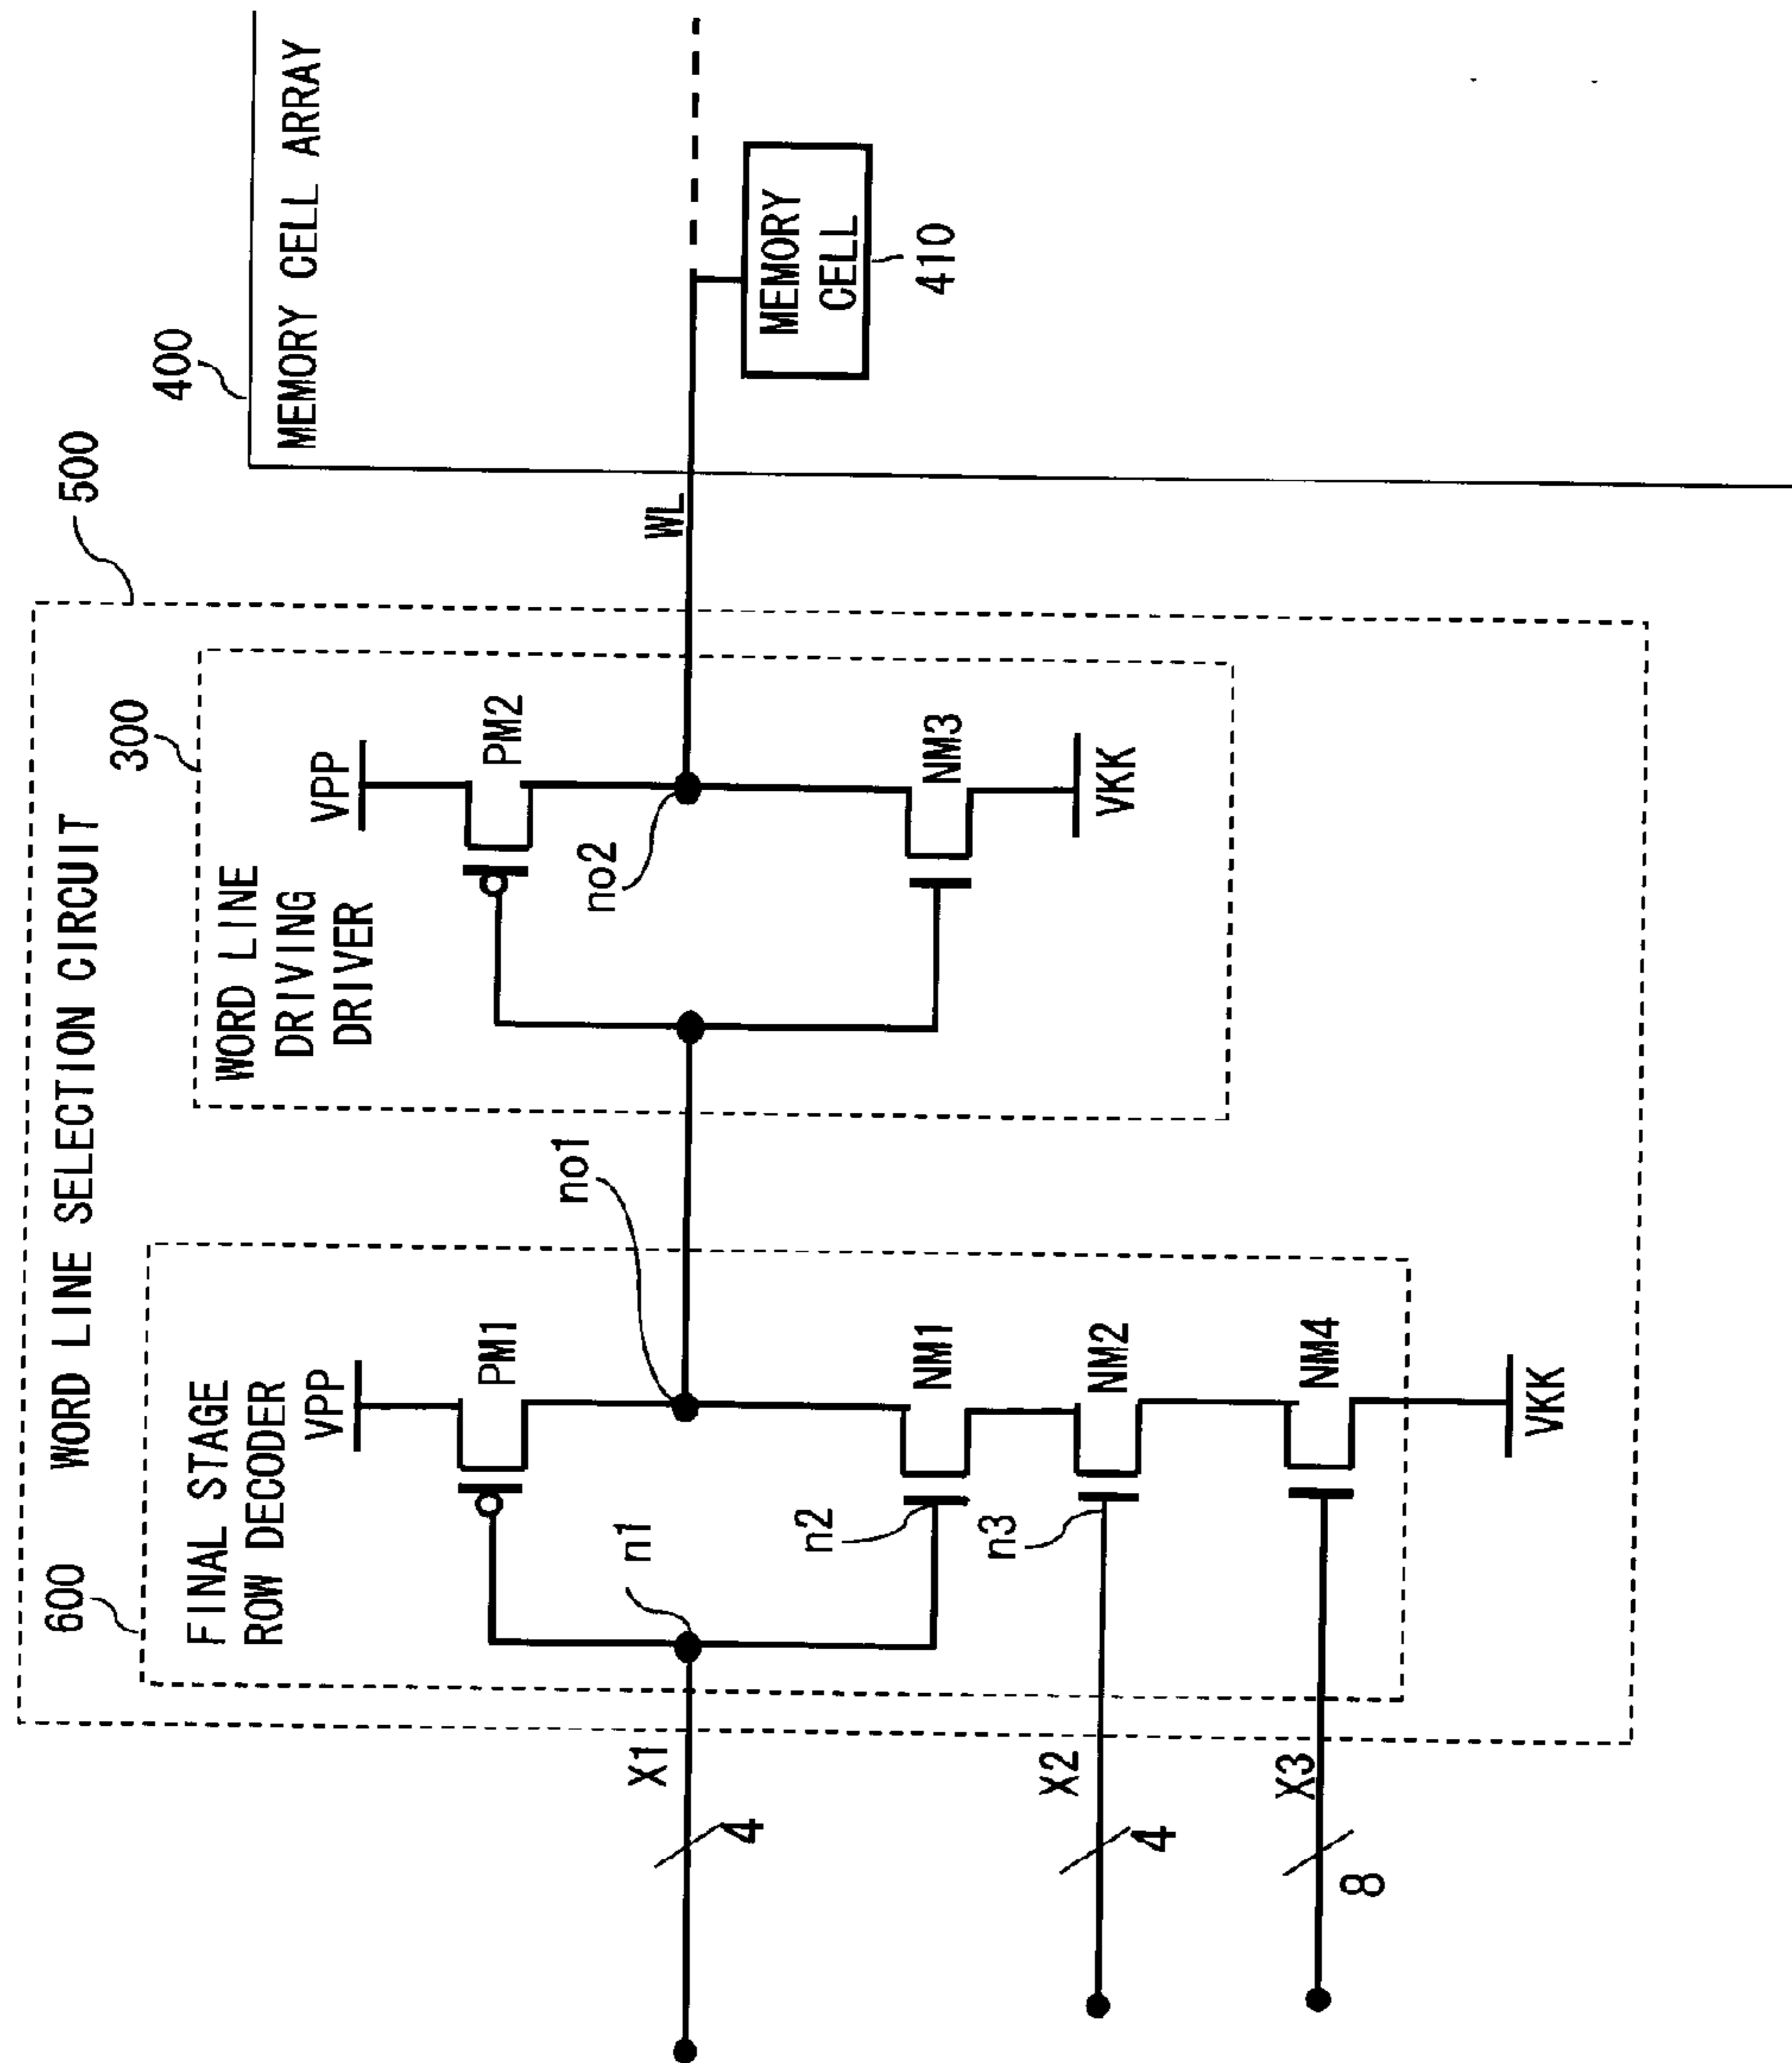 500
WORD LINE SELECTION CIRCUIT
400
MEMORY CELL ARRAY
600
FINAL STAGE
ROW DECODER
VPP
PM1
no1
n1
n2
NM1
n3
NM2
NM4
VKK
300
WORD LINE
DRIVING
DRIVER
VPP
PM2
no2
NM3
VKK
WL
MEMORY
CELL
410
X1
4
X2
4
X3
8